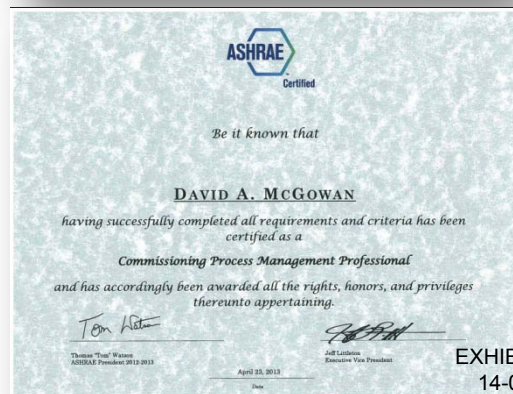 ASHRAE
Certified
Be it known that
DAVID A. MCGOWAN
having successfully completed all requirements and criteria has been
certified as a
Commissioning Process Management Professional
and has accordingly been awarded all the rights, honors, and privileges
thereunto appertaining.
Tom Watson
Thomas "Tom" Watson
ASHRAE President 2012-2013
Jeff Littleton
Executive Vice President
April 23, 2013
Date
EXHIB
14-0